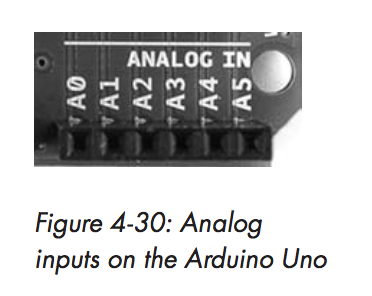 ANALOG IN
A0
A1
A2
A3
A4
A5
Figure 4-30: Analog
inputs on the Arduino Uno